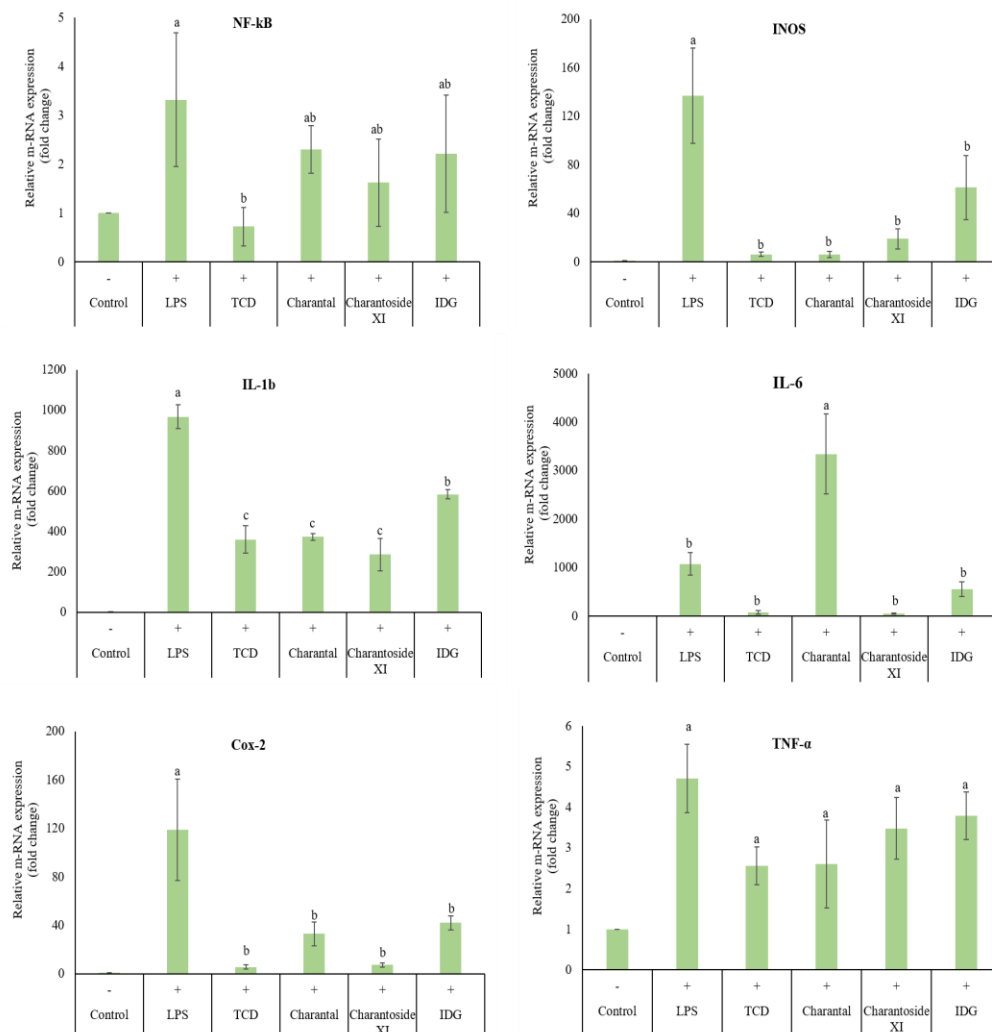 NF-kB
Relative m-RNA expression
(fold change)
5
4
3
2
1
0
a
b
ab
ab
ab
- + + + + +
Control LPS TCD Charantal Charantoside IDG
XI
INOS
Relative m-RNA expression
(fold change)
200
160
120
80
40
0
a
b
b
b
b
- + + + + +
Control LPS TCD Charantal Charantoside IDG
XI
IL-1b
Relative m-RNA expression
(fold change)
1200
1000
800
600
400
200
0
a
c
c
c
b
- + + + + +
Control LPS TCD Charantal Charantoside IDG
XI
IL-6
Relative m-RNA expression
(fold change)
5000
4000
3000
2000
1000
0
b
b
a
b
b
- + + + + +
Control LPS TCD Charantal Charantoside IDG
XI
Cox-2
Relative m-RNA expression
(fold change)
200
160
120
80
40
0
a
b
b
b
b
- + + + + +
Control LPS TCD Charantal Charantoside IDG
XI
TNF-α
Relative m-RNA expression
(fold change)
6
5
4
3
2
1
0
a
a
a
a
a
- + + + + +
Control LPS TCD Charantal Charantoside IDG
XI